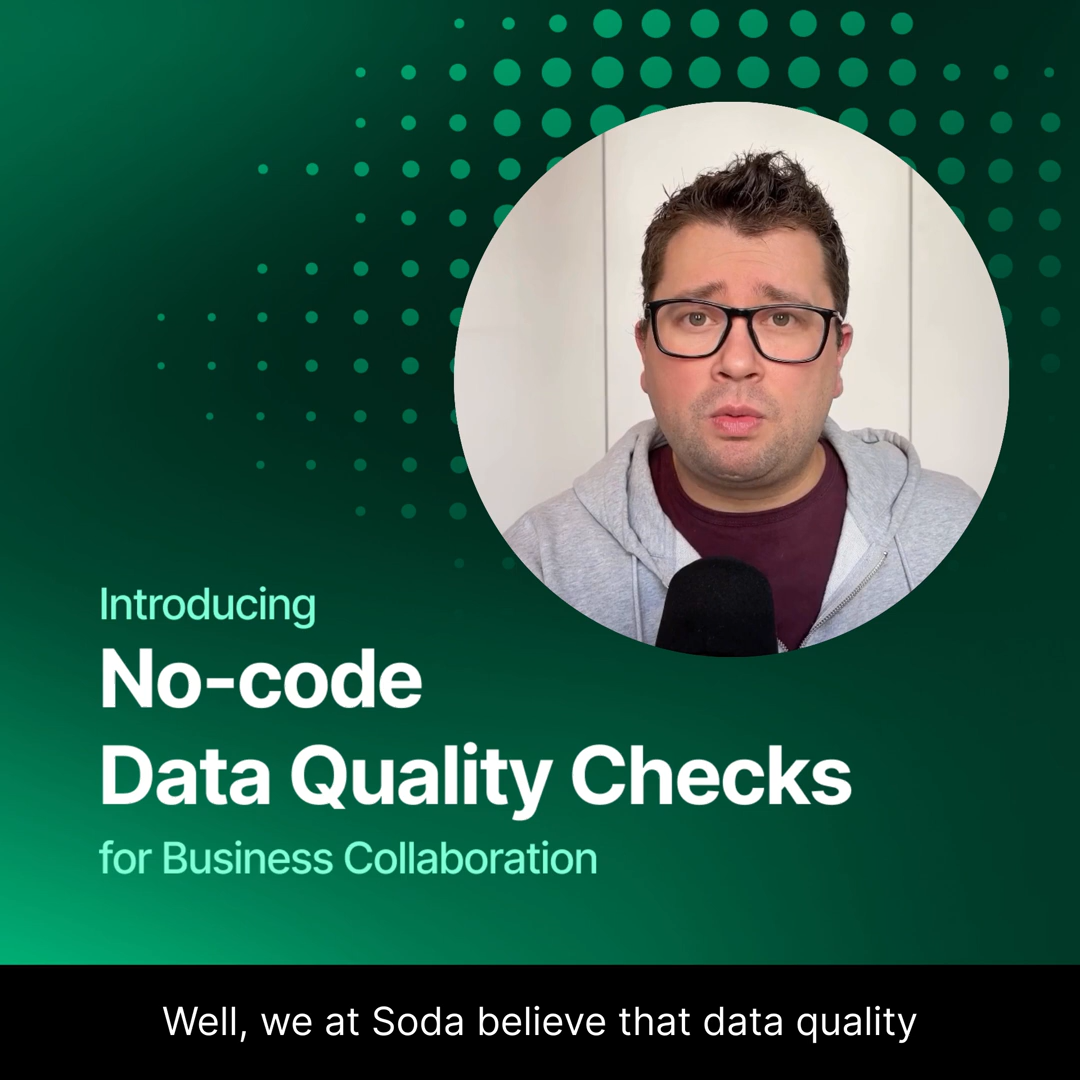 Introducing
No-code
Data Quality Checks
for Business Collaboration
Well, we at Soda believe that data quality